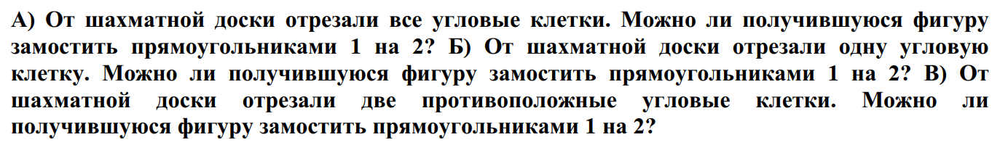 А) От шахматной доски отрезали все угловые клетки. Можно ли получившуюся фигуру
замостить прямоугольниками 1 на 2? Б) От шахматной доски отрезали одну угловую
клетку. Можно ли получившуюся фигуру замостить прямоугольниками 1 на 2? В) От
шахматной доски отрезали две противоположные угловые клетки. Можно ли
получившуюся фигуру замостить прямоугольниками 1 на 2?